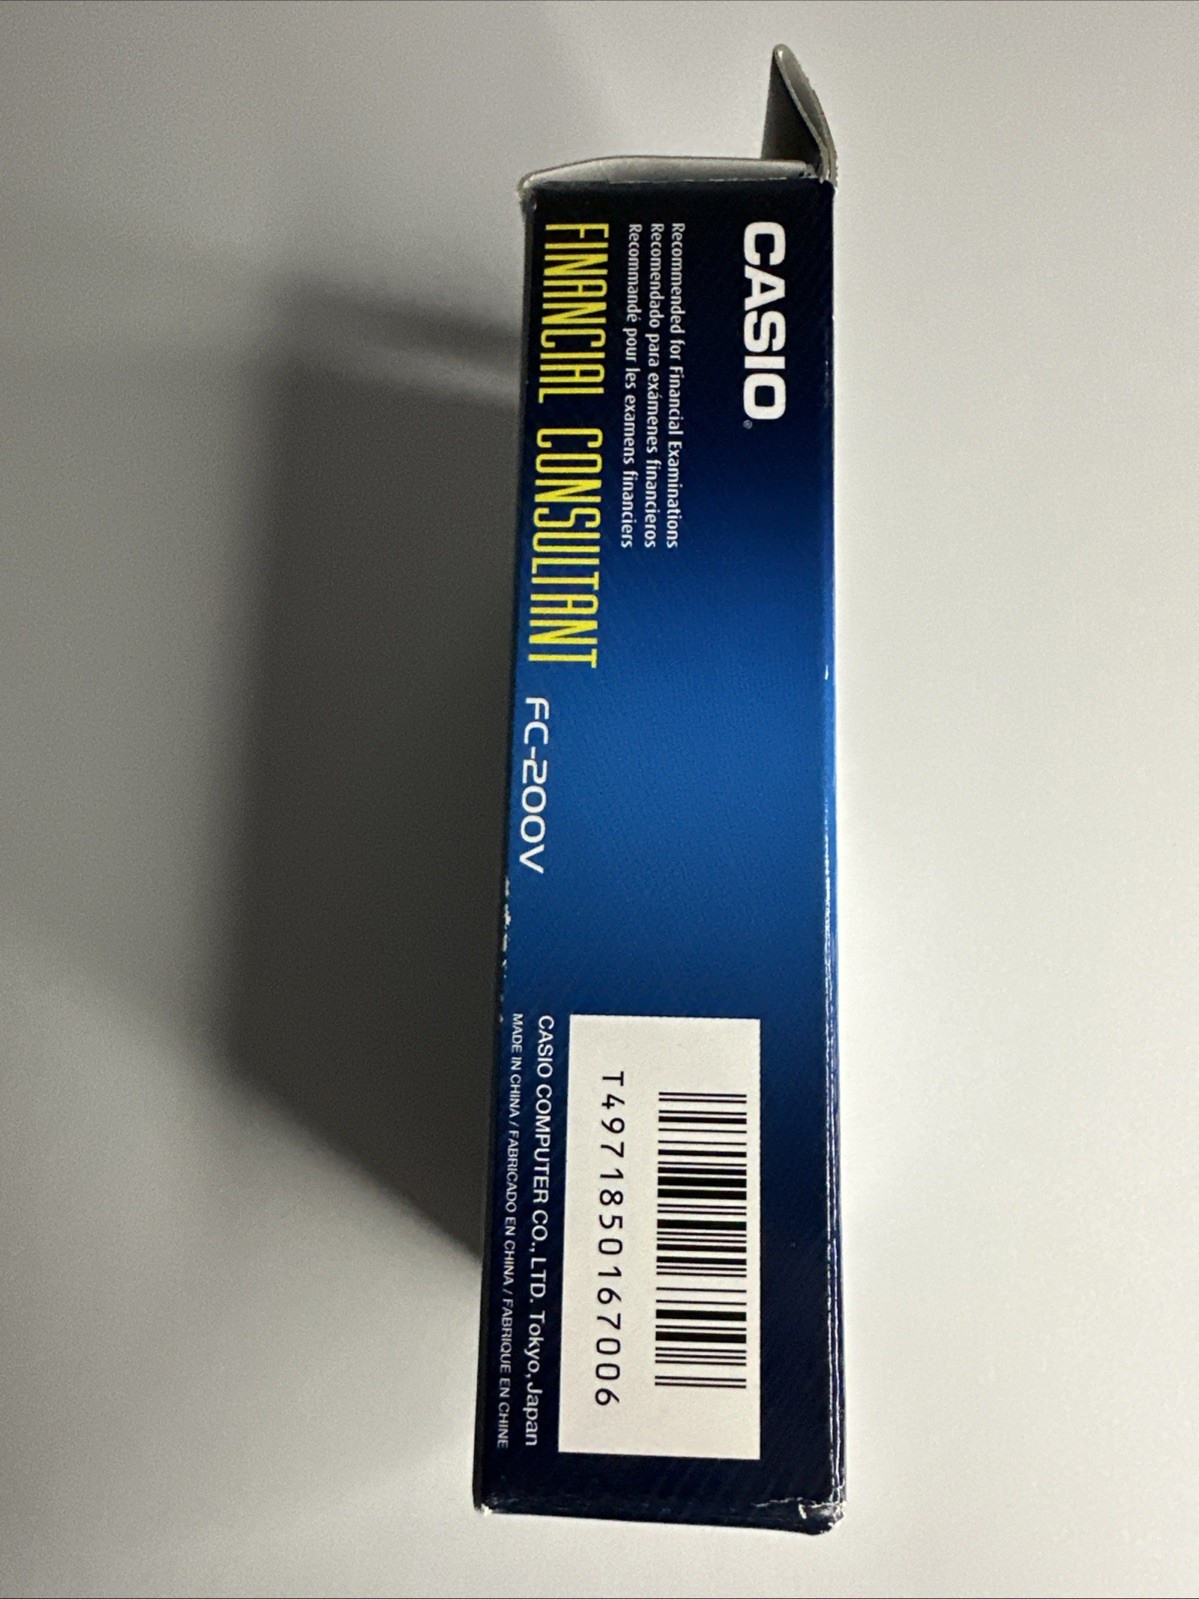 CASIO®
Recommended for Financial Examinations
Recomendado para exámenes financieros
Recommandé pour les examens financiers
FINANCIAL CONSULTANT FC-200V
T4971850167006
CASIO COMPUTER CO., LTD. Tokyo, Japan
MADE IN CHINA / FABRICADO EN CHINA / FABRIQUE EN CHINE